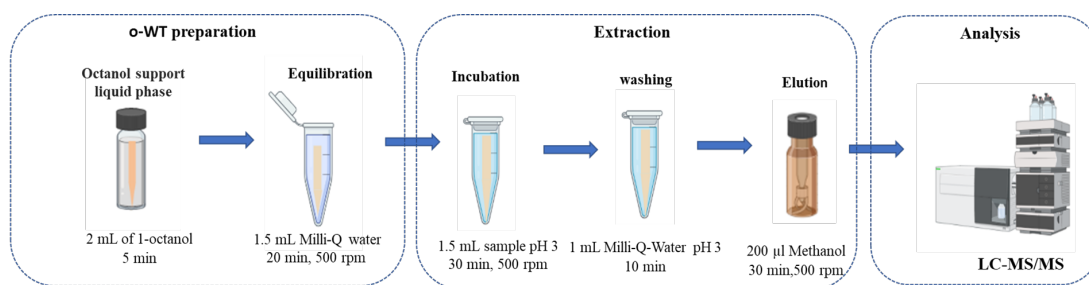 o-WT preparation
Octanol support
liquid phase
2 mL of 1-octanol
5 min
Equilibration
1.5 mL Milli-Q water
20 min, 500 rpm
Extraction
Incubation
1.5 mL sample pH 3
30 min, 500 rpm
washing
1 mL Milli-Q-Water pH 3
10 min
Elution
200 µl Methanol
30 min,500 rpm
Analysis
LC-MS/MS